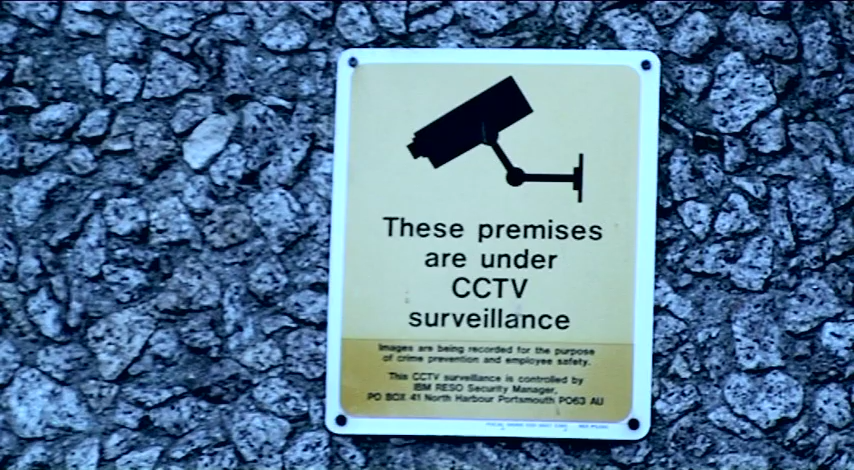 These premises
are under
CCTV
surveillance
Images are being recorded for the purpose
of crime prevention and employee safety.
This CCTV surveillance is controlled by
IBM RESO Security Manager,
PO BOX 41 North Harbour Portsmouth PO63 AU